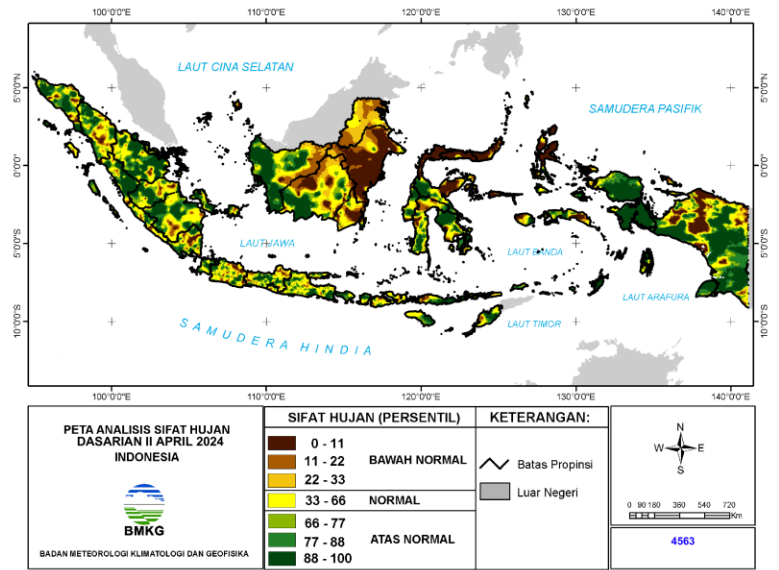 100°0'0"E 110°0'0"E 120°0'0"E 130°0'0"E 140°0'0"E
LAUT CINA SELATAN
5°0'0"N 5°0'0"N
SAMUDERA PASIFIK
0°0'0" 0°0'0"
LAUT JAWA
LAUT BANDA
5°0'0"S 5°0'0"S
LAUT ARAFURA
10°0'0"S 10°0'0"S
SAMUDERA HINDIA
LAUT TIMOR
100°0'0"E 110°0'0"E 120°0'0"E 130°0'0"E 140°0'0"E
PETA ANALISIS SIFAT HUJAN
DASARIAN II APRIL 2024
INDONESIA
BMKG
BADAN METEOROLOGI KLIMATOLOGI DAN GEOFISIKA
SIFAT HUJAN (PERSENTIL)
0 - 11
11 - 22
22 - 33
BAWAH NORMAL
33 - 66 NORMAL
66 - 77
77 - 88
88 - 100
ATAS NORMAL
KETERANGAN:
Batas Propinsi
Luar Negeri
N
W E
S
0 90 180 360 540 720
Km
4563